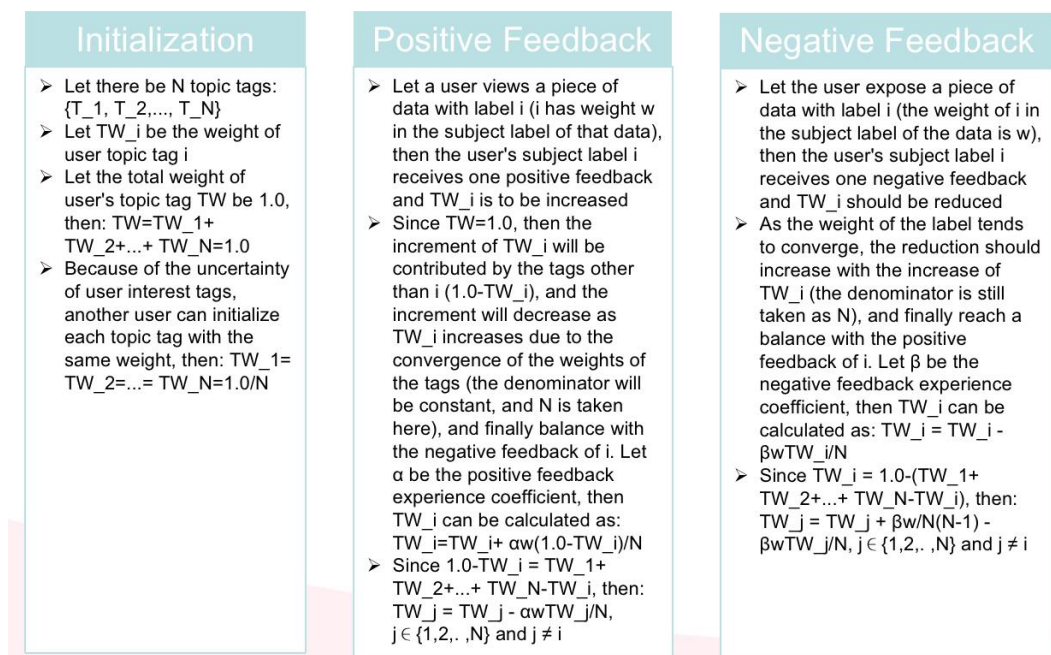 Initialization
➢ Let there be N topic tags:
{T_1, T_2,..., T_N}
➢ Let TW_i be the weight of
user topic tag i
➢ Let the total weight of
user's topic tag TW be 1.0,
then: TW=TW_1+
TW_2+...+ TW_N=1.0
➢ Because of the uncertainty
of user interest tags,
another user can initialize
each topic tag with the
same weight, then: TW_1=
TW_2=...= TW_N=1.0/N
Positive Feedback
➢ Let a user views a piece of
data with label i (i has weight w
in the subject label of that data),
then the user's subject label i
receives one positive feedback
and TW_i is to be increased
➢ Since TW=1.0, then the
increment of TW_i will be
contributed by the tags other
than i (1.0-TW_i), and the
increment will decrease as
TW_i increases due to the
convergence of the weights of
the tags (the denominator will
be constant, and N is taken
here), and finally balance with
the negative feedback of i. Let
α be the positive feedback
experience coefficient, then
TW_i can be calculated as:
TW_i=TW_i+ αw(1.0-TW_i)/N
➢ Since 1.0-TW_i = TW_1+
TW_2+...+ TW_N-TW_i, then:
TW_j = TW_j - αwTW_j/N,
j∈{1,2,. ,N} and j ≠ i
Negative Feedback
➢ Let the user expose a piece of
data with label i (the weight of i in
the subject label of the data is w),
then the user's subject label i
receives one negative feedback
and TW_i should be reduced
➢ As the weight of the label tends
to converge, the reduction should
increase with the increase of
TW_i (the denominator is still
taken as N), and finally reach a
balance with the positive
feedback of i. Let β be the
negative feedback experience
coefficient, then TW_i can be
calculated as: TW_i = TW_i -
βwTW_i/N
➢ Since TW_i = 1.0-(TW_1+
TW_2+...+ TW_N-TW_i), then:
TW_j = TW_j + βw/N(N-1) -
βwTW_j/N, j∈{1,2,. ,N} and j ≠ i